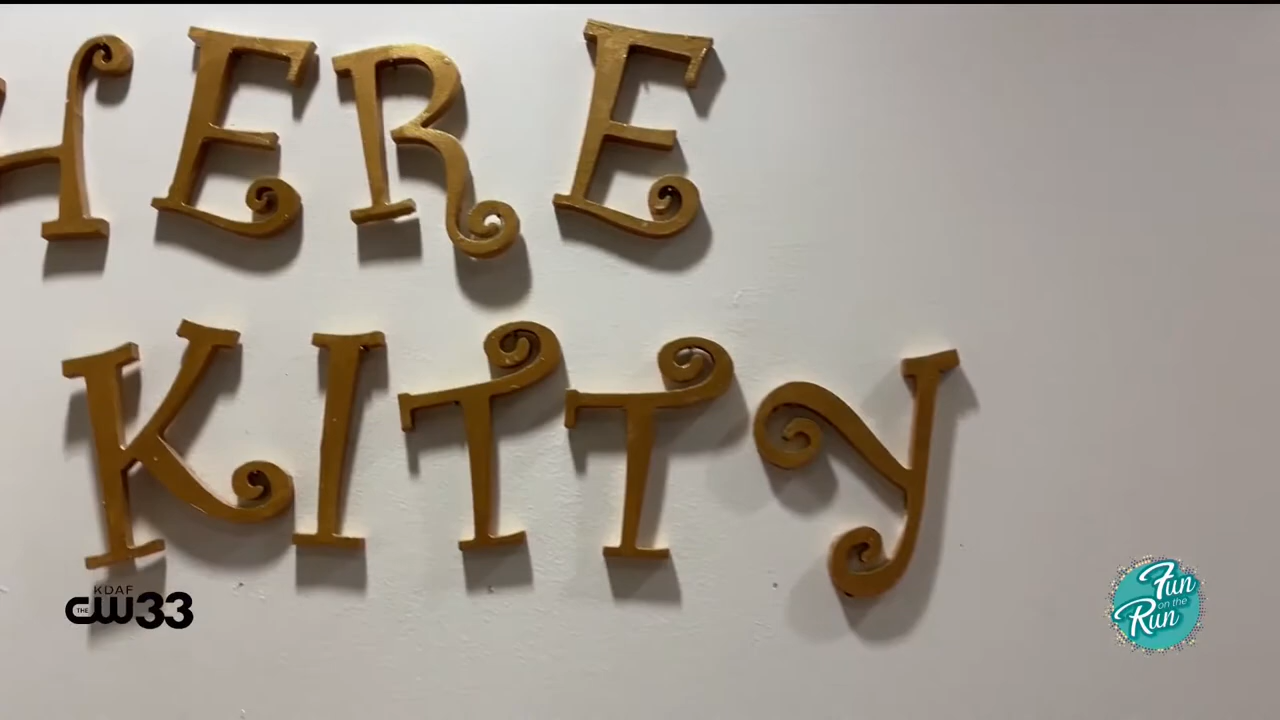 HERE
KITTY
KDAF
THE CW33
Fun
on the
Run